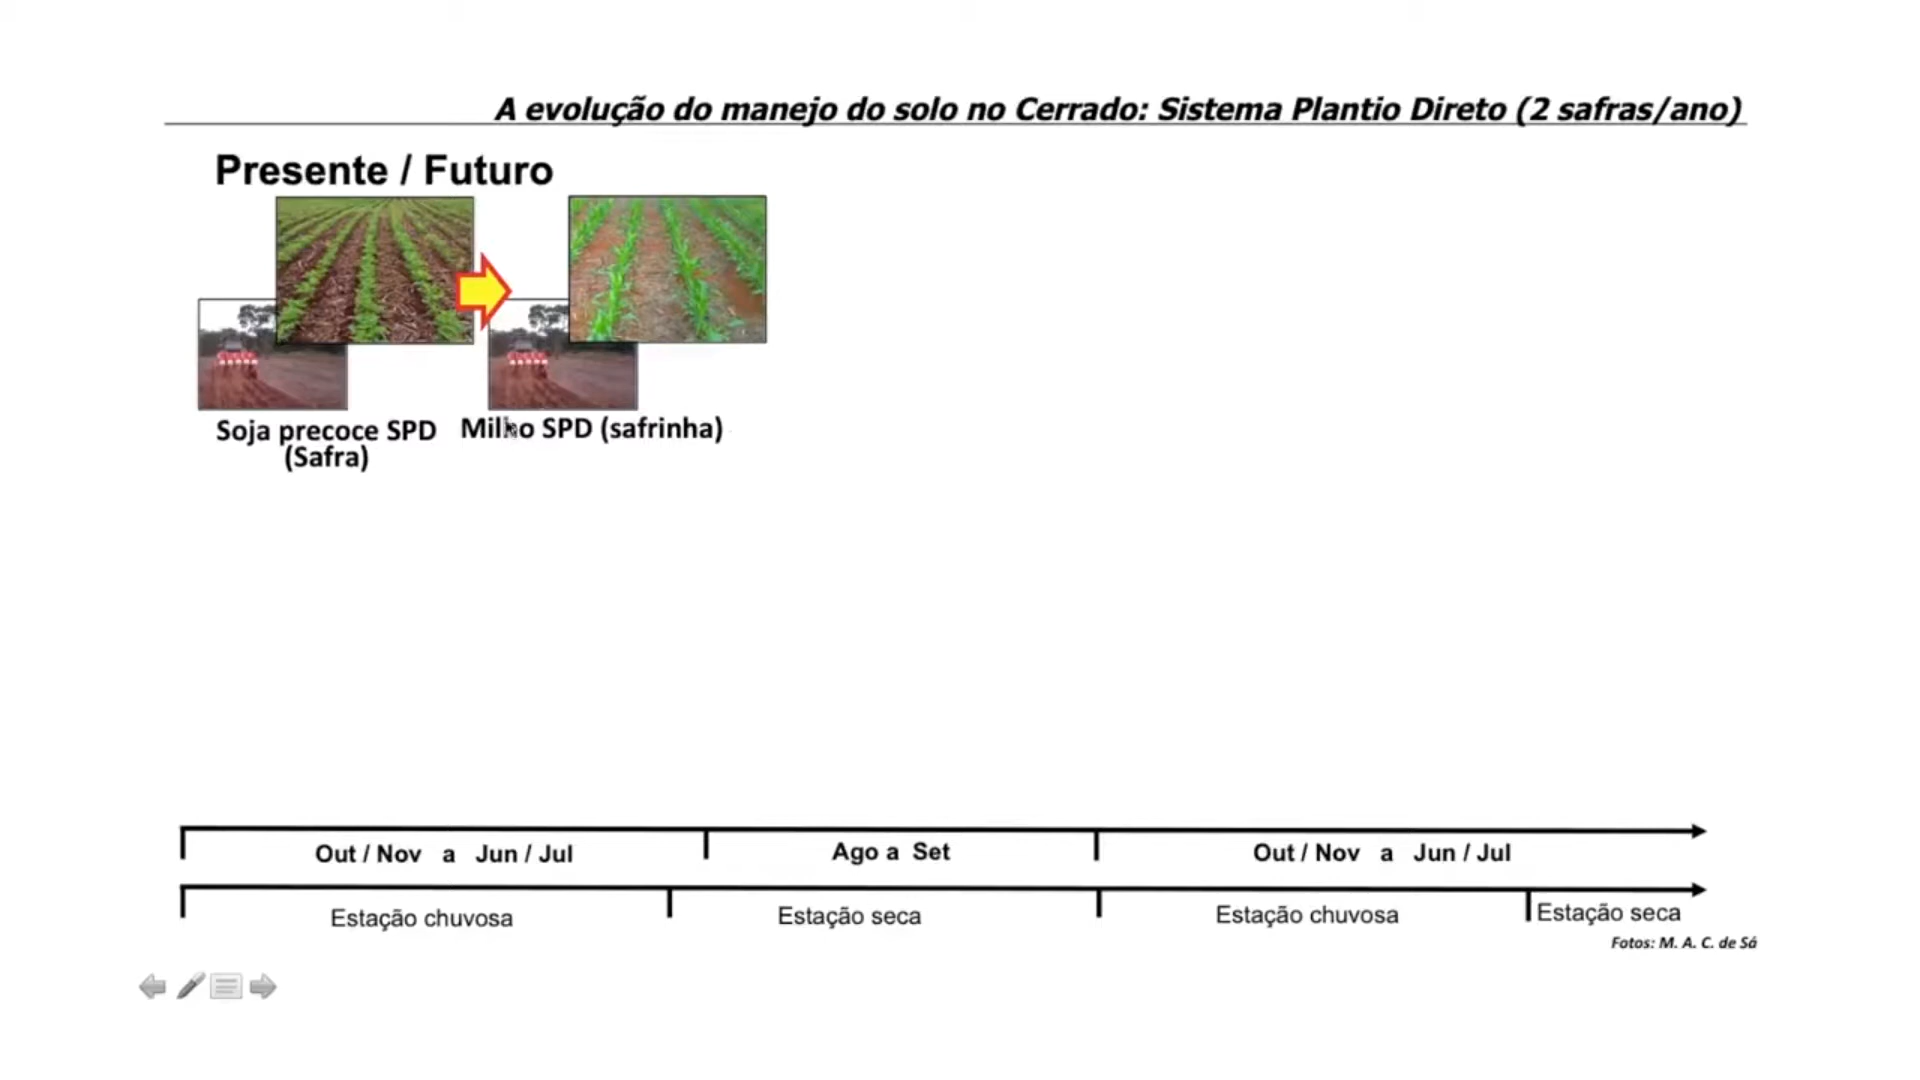 A evolução do manejo do solo no Cerrado: Sistema Plantio Direto (2 safras/ano)
Presente / Futuro
Soja precoce SPD
(Safra)
Milho SPD (safrinha)
Out / Nov a Jun / Jul
Ago a Set
Out / Nov a Jun / Jul
Estação chuvosa
Estação seca
Estação chuvosa
Estação seca
Fotos: M. A. C. de Sá